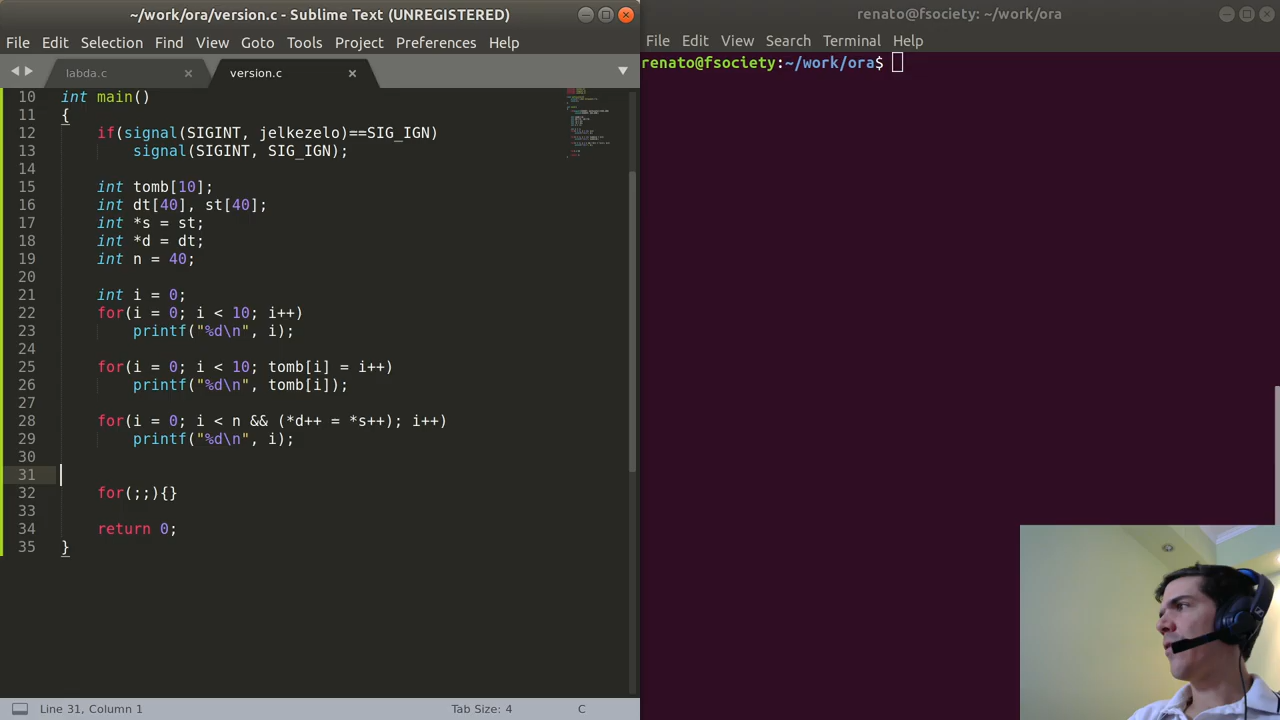 ~/work/ora/version.c - Sublime Text (UNREGISTERED)
File Edit Selection Find View Goto Tools Project Preferences Help
labda.c
version.c
10 int main()
11 {
12 if(signal(SIGINT, jelkezelo)==SIG_IGN)
13 signal(SIGINT, SIG_IGN);
14
15 int tomb[10];
16 int dt[40], st[40];
17 int *s = st;
18 int *d = dt;
19 int n = 40;
20
21 int i = 0;
22 for(i = 0; i < 10; i++)
23 printf("%d\n", i);
24
25 for(i = 0; i < 10; tomb[i] = i++)
26 printf("%d\n", tomb[i]);
27
28 for(i = 0; i < n && (*d++ = *s++); i++)
29 printf("%d\n", i);
30
31
32 for(;;){}
33
34 return 0;
35 }
Line 31, Column 1
Tab Size: 4
C
renato@fsociety: ~/work/ora
File Edit View Search Terminal Help
renato@fsociety:~/work/ora$